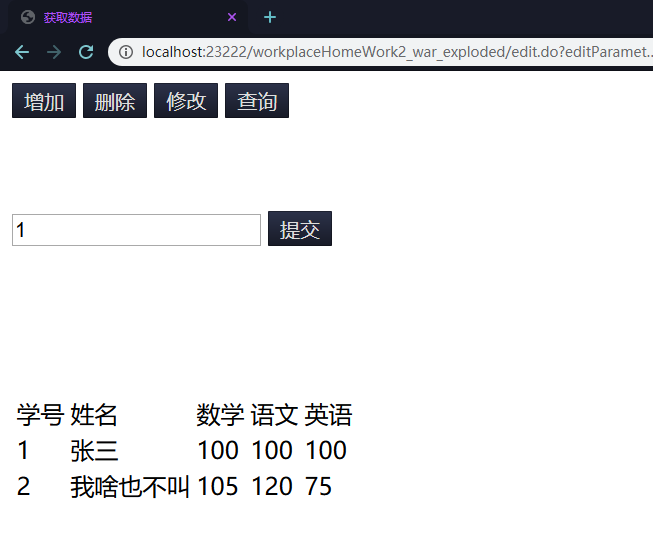 获取数据
localhost:23222/workplaceHomeWork2_war_exploded/edit.do?editParamet...
增加 删除 修改 查询
1 提交
学号 姓名 数学 语文 英语
1 张三 100 100 100
2 我啥也不叫 105 120 75